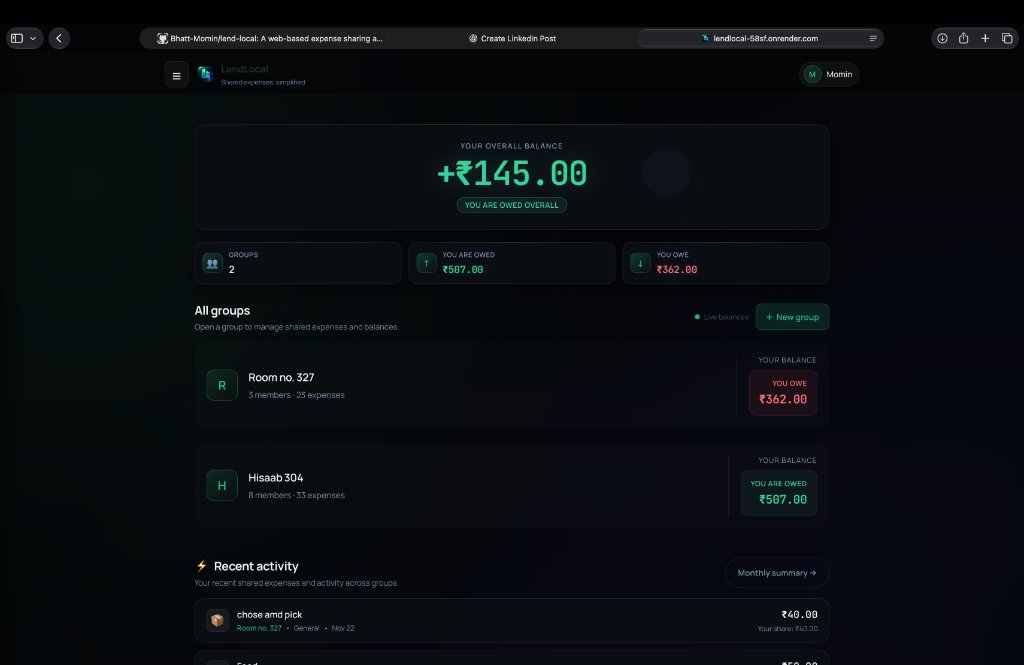 Bhatt-Momin/lend-local: A web-based expense sharing a...
Create LinkedIn Post
lendlocal-58sf.onrender.com
LendLocal
Shared expenses, simplified
M Momin
YOUR OVERALL BALANCE
+₹145.00
YOU ARE OWED OVERALL
GROUPS
2
YOU ARE OWED
₹507.00
YOU OWE
₹362.00
All groups
Open a group to manage shared expenses and balances.
Live balances
+ New group
R
Room no. 327
3 members · 23 expenses
YOUR BALANCE
YOU OWE
₹362.00
H
Hisaab 304
8 members · 33 expenses
YOUR BALANCE
YOU ARE OWED
₹507.00
⚡ Recent activity
Your recent shared expenses and activity across groups.
Monthly summary →
chose amd pick
Room no. 327 • General • Nov 22
₹40.00
Your share: ₹40.00